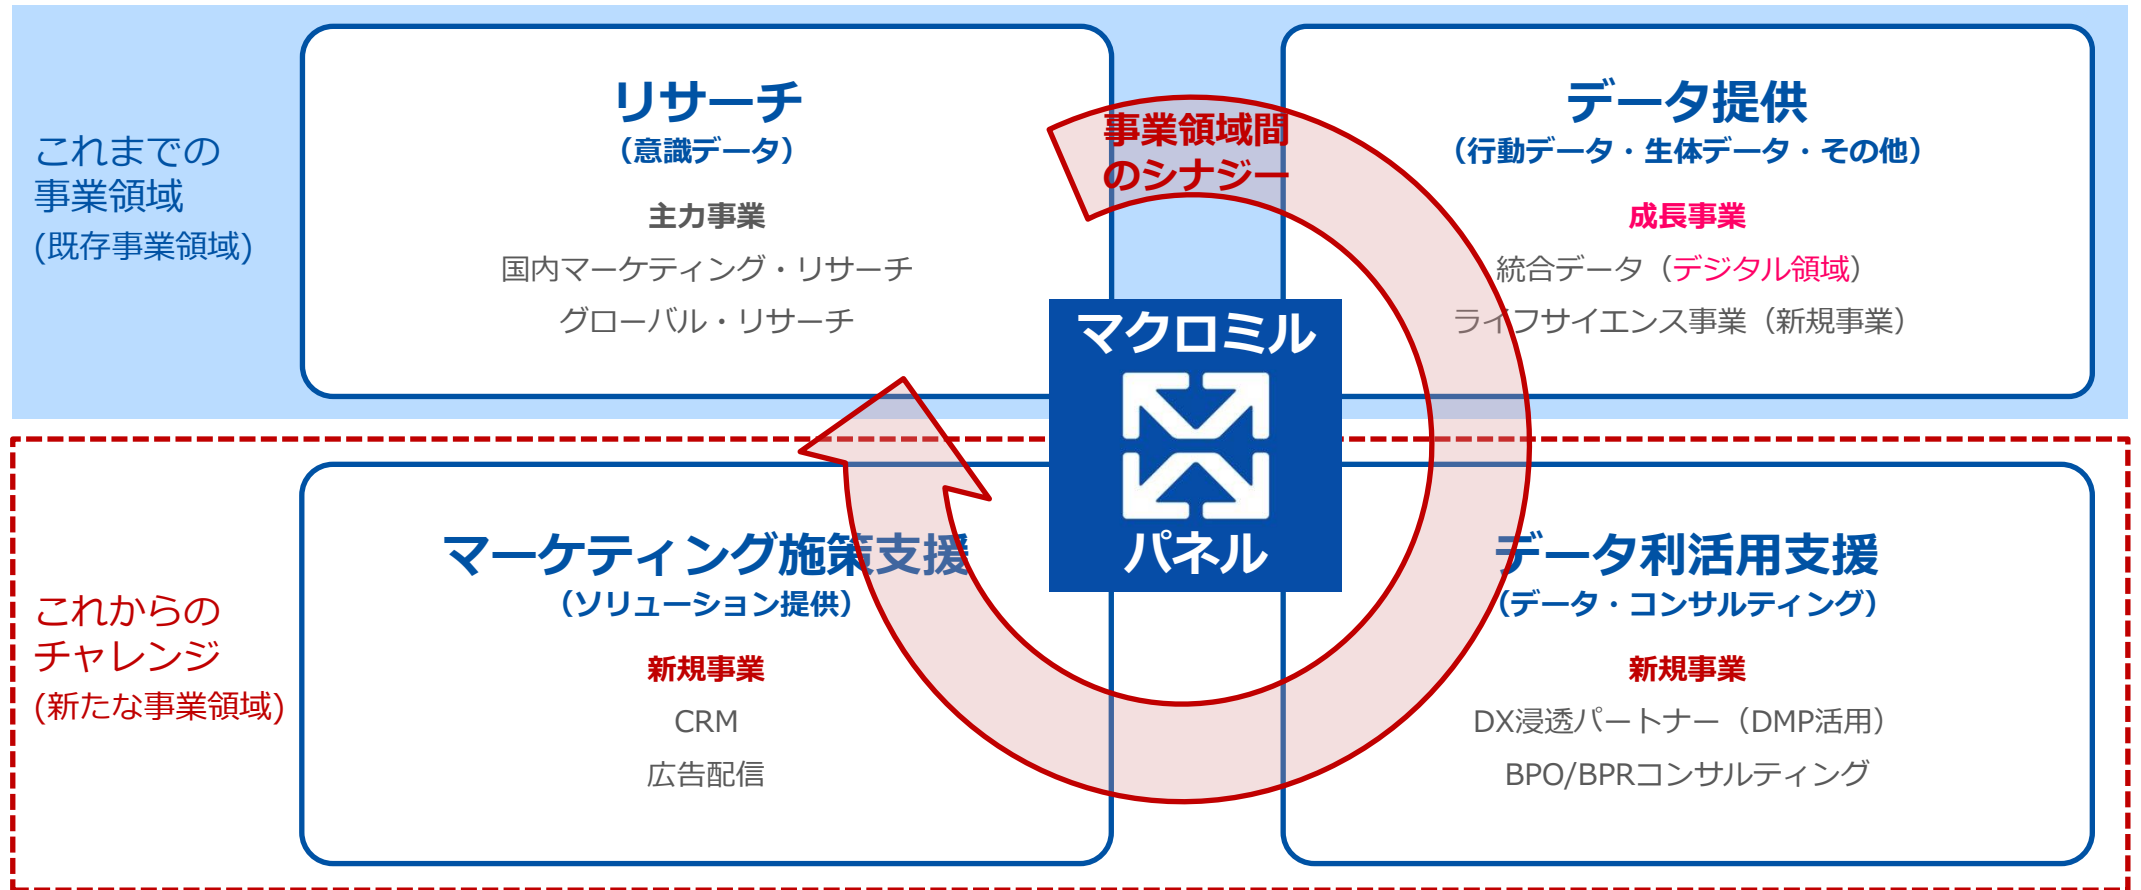 これまでの
事業領域
(既存事業領域)
リサーチ
（意識データ）
主力事業
国内マーケティング・リサーチ
グローバル・リサーチ
事業領域間
のシナジー
データ提供
（行動データ・生体データ・その他）
成長事業
統合データ（デジタル領域）
ライフサイエンス事業（新規事業）
マクロミル
パネル
これからの
チャレンジ
(新たな事業領域)
マーケティング施策支援
（ソリューション提供）
新規事業
CRM
広告配信
データ利活用支援
（データ・コンサルティング）
新規事業
DX浸透パートナー（DMP活用）
BPO/BPRコンサルティング